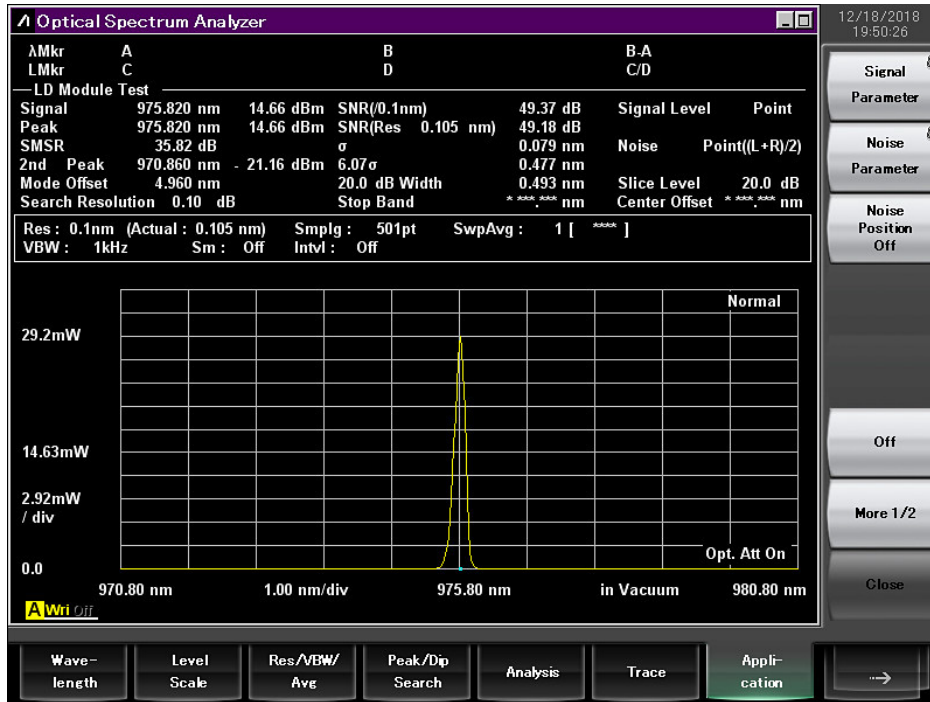 Optical Spectrum Analyzer
12/18/2018
19:50:26
λMkr A B B-A
LMkr C D C/D
LD Module Test
Signal 975.820 nm 14.66 dBm SNR(/0.1nm) 49.37 dB Signal Level Point
Peak 975.820 nm 14.66 dBm SNR(Res 0.105 nm) 49.18 dB
SMSR 35.82 dB σ 0.079 nm Noise Point((L+R)/2)
2nd Peak 970.860 nm - 21.16 dBm 6.07σ 0.477 nm
Mode Offset 4.960 nm 20.0 dB Width 0.493 nm Slice Level 20.0 dB
Search Resolution 0.10 dB Stop Band * ***.*** nm Center Offset * ***.*** nm
Res : 0.1nm (Actual : 0.105 nm) Smplg : 501pt SwpAvg : 1 [ **** ]
VBW : 1kHz Sm : Off Intvl : Off
Normal
29.2mW
14.63mW
2.92mW
/ div
Opt. Att On
0.0
970.80 nm 1.00 nm/div 975.80 nm in Vacuum 980.80 nm
A Wri Off
Signal
Parameter
Noise
Parameter
Noise
Position
Off
Off
More 1/2
Close
Wave-
length
Level
Scale
Res/VBW/
Avg
Peak/Dip
Search
Analysis
Trace
Appli-
cation